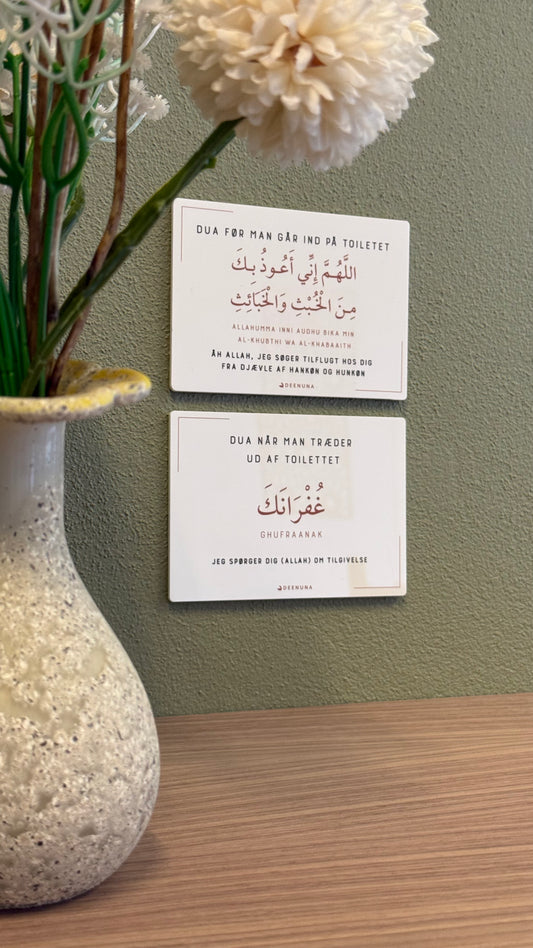 DUA FØR MAN GÅR IND PÅ TOILETET
اللَّهُمَّ إِنِّي أَعُوذُ بِكَ
مِنَ الْخُبُثِ وَالْخَبَائِثِ
ALLAHUMMA INNI AUDHU BIKA MIN
AL-KHUBTHI WA AL-KHABAAITH
ÅH ALLAH, JEG SØGER TILFLUGT HOS DIG
FRA DJÆVLE AF HANKØN OG HUNKØN
DEENUNA
DUA NÅR MAN TRÆDER
UD AF TOILETTET
غُفْرَانَكَ
GHUFRAANAK
JEG SPØRGER DIG (ALLAH) OM TILGIVELSE
DEENUNA